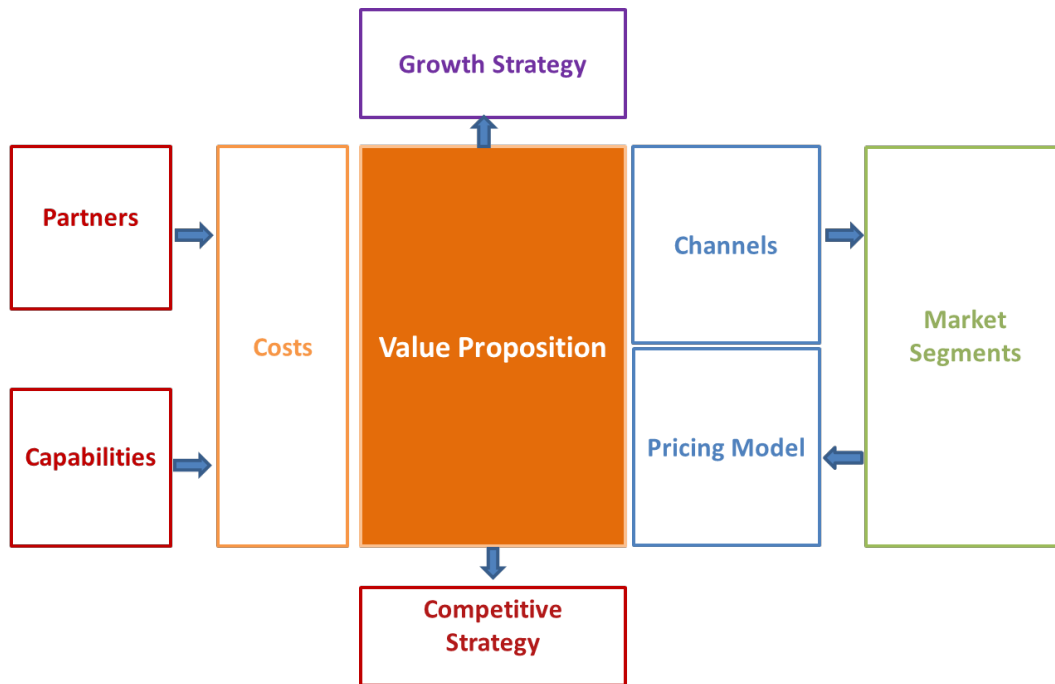 Growth Strategy
Partners
Capabilities
Costs
Value Proposition
Channels
Pricing Model
Market
Segments
Competitive
Strategy